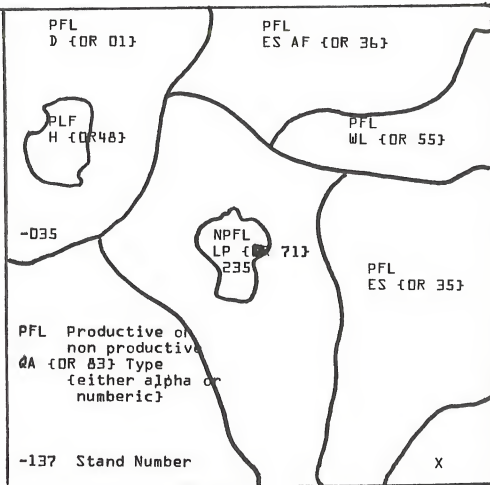 PFL
D {OR 01}
PFL
ES AF {OR 36}
PLF
H {OR48}
PFL
WL {OR 55}
-035
NPFL
LP {OR 71}
235
PFL
ES {OR 35}
PFL Productive or
non productive
QA {OR 83} Type
{either alpha or
numberic}
-137 Stand Number
X